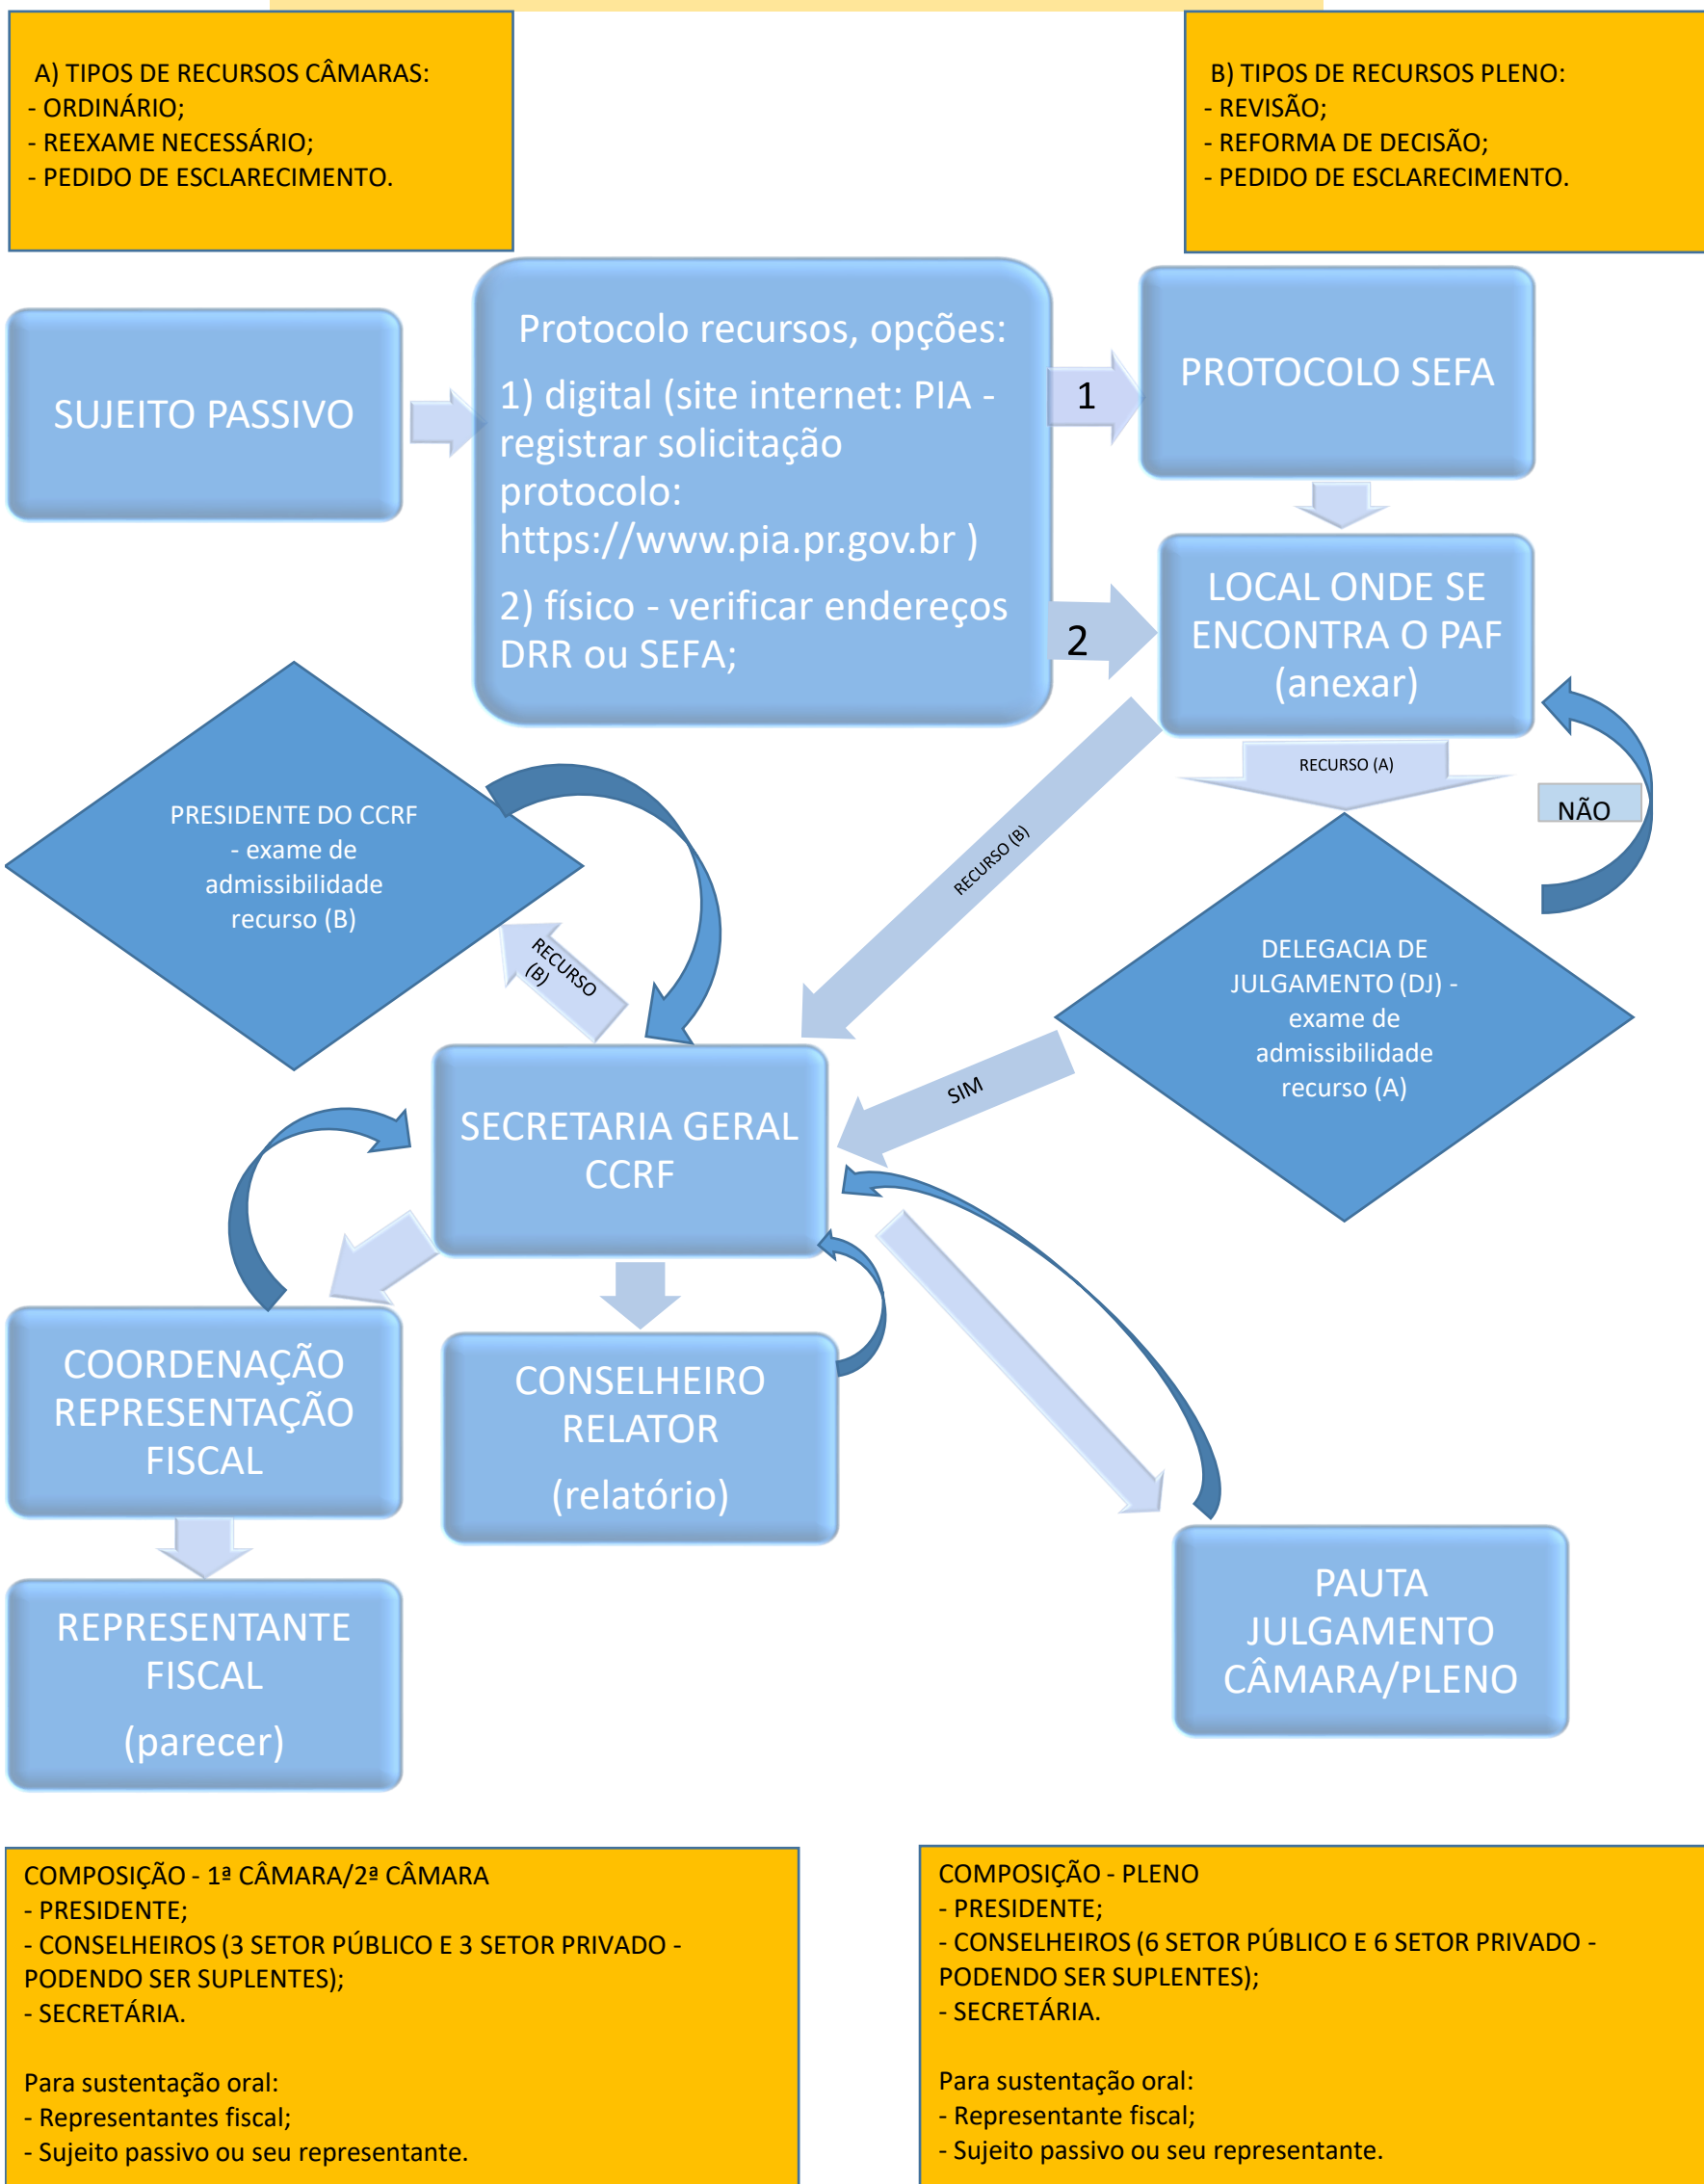 A) TIPOS DE RECURSOS CÂMARAS:
- ORDINÁRIO;
- REEXAME NECESSÁRIO;
- PEDIDO DE ESCLARECIMENTO.
B) TIPOS DE RECURSOS PLENO:
- REVISÃO;
- REFORMA DE DECISÃO;
- PEDIDO DE ESCLARECIMENTO.
SUJEITO PASSIVO
Protocolo recursos, opções:
1) digital (site internet: PIA -
registrar solicitação
protocolo:
https://www.pia.pr.gov.br )
2) físico - verificar endereços
DRR ou SEFA;
1
PROTOCOLO SEFA
2
LOCAL ONDE SE
ENCONTRA O PAF
(anexar)
RECURSO (A)
NÃO
RECURSO (B)
PRESIDENTE DO CCRF
- exame de
admissibilidade
recurso (B)
RECURSO
(B)
DELEGACIA DE
JULGAMENTO (DJ) -
exame de
admissibilidade
recurso (A)
SIM
SECRETARIA GERAL
CCRF
COORDENAÇÃO
REPRESENTAÇÃO
FISCAL
CONSELHEIRO
RELATOR
(relatório)
REPRESENTANTE
FISCAL
(parecer)
PAUTA
JULGAMENTO
CÂMARA/PLENO
COMPOSIÇÃO - 1ª CÂMARA/2ª CÂMARA
- PRESIDENTE;
- CONSELHEIROS (3 SETOR PÚBLICO E 3 SETOR PRIVADO -
PODENDO SER SUPLENTES);
- SECRETÁRIA.
Para sustentação oral:
- Representantes fiscal;
- Sujeito passivo ou seu representante.
COMPOSIÇÃO - PLENO
- PRESIDENTE;
- CONSELHEIROS (6 SETOR PÚBLICO E 6 SETOR PRIVADO -
PODENDO SER SUPLENTES);
- SECRETÁRIA.
Para sustentação oral:
- Representante fiscal;
- Sujeito passivo ou seu representante.